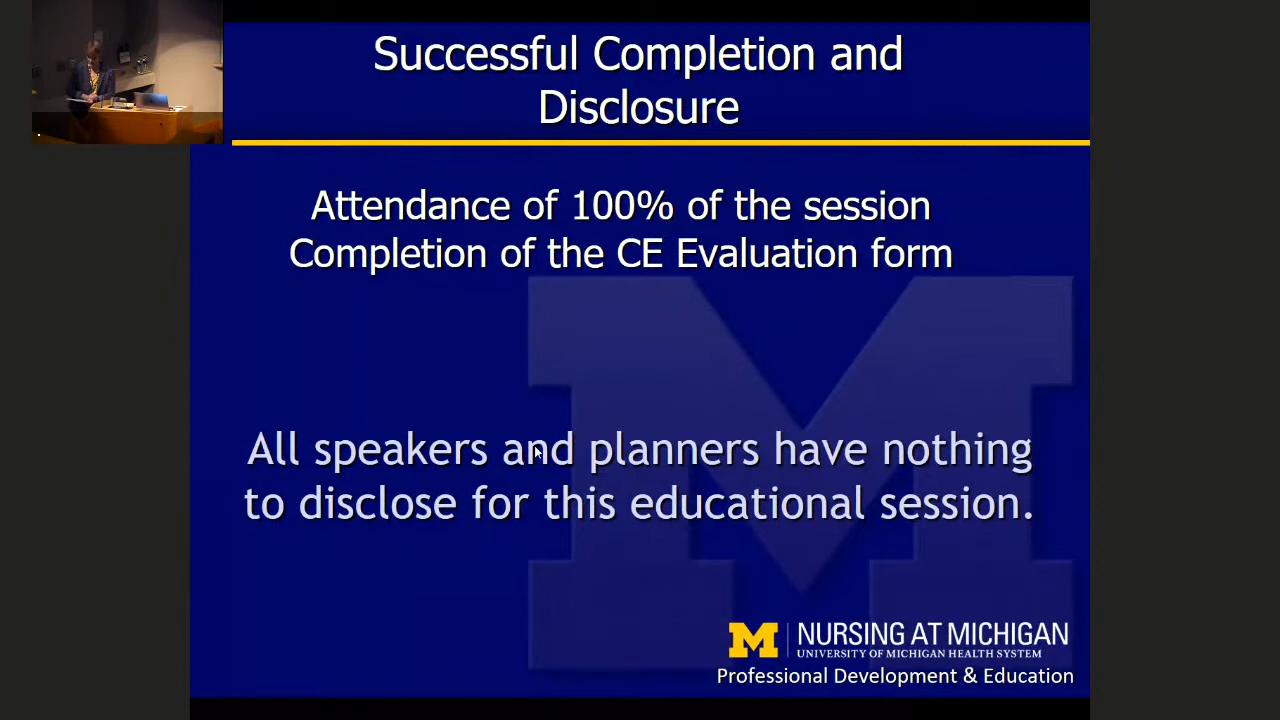 Successful Completion and
Disclosure
Attendance of 100% of the session
Completion of the CE Evaluation form
All speakers and planners have nothing
to disclose for this educational session.
M NURSING AT MICHIGAN
UNIVERSITY OF MICHIGAN HEALTH SYSTEM
Professional Development & Education